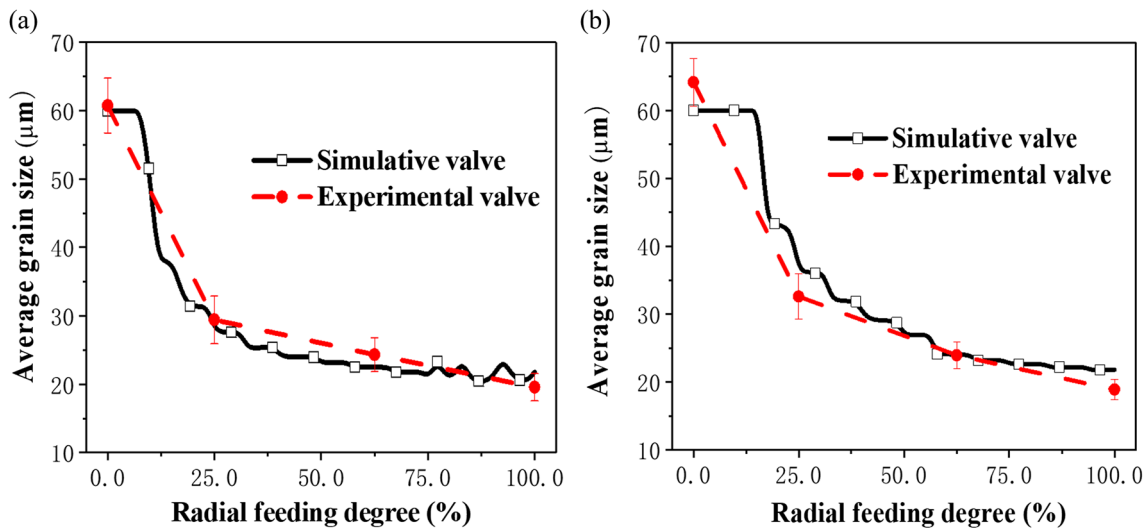 (a)
70
60
50
40
30
20
10
Average grain size (μm)
Simulative valve
Experimental valve
0.0 25.0 50.0 75.0 100.0
Radial feeding degree (%)
(b)
70
60
50
40
30
20
10
Average grain size (μm)
Simulative valve
Experimental valve
0.0 25.0 50.0 75.0 100.0
Radial feeding degree (%)